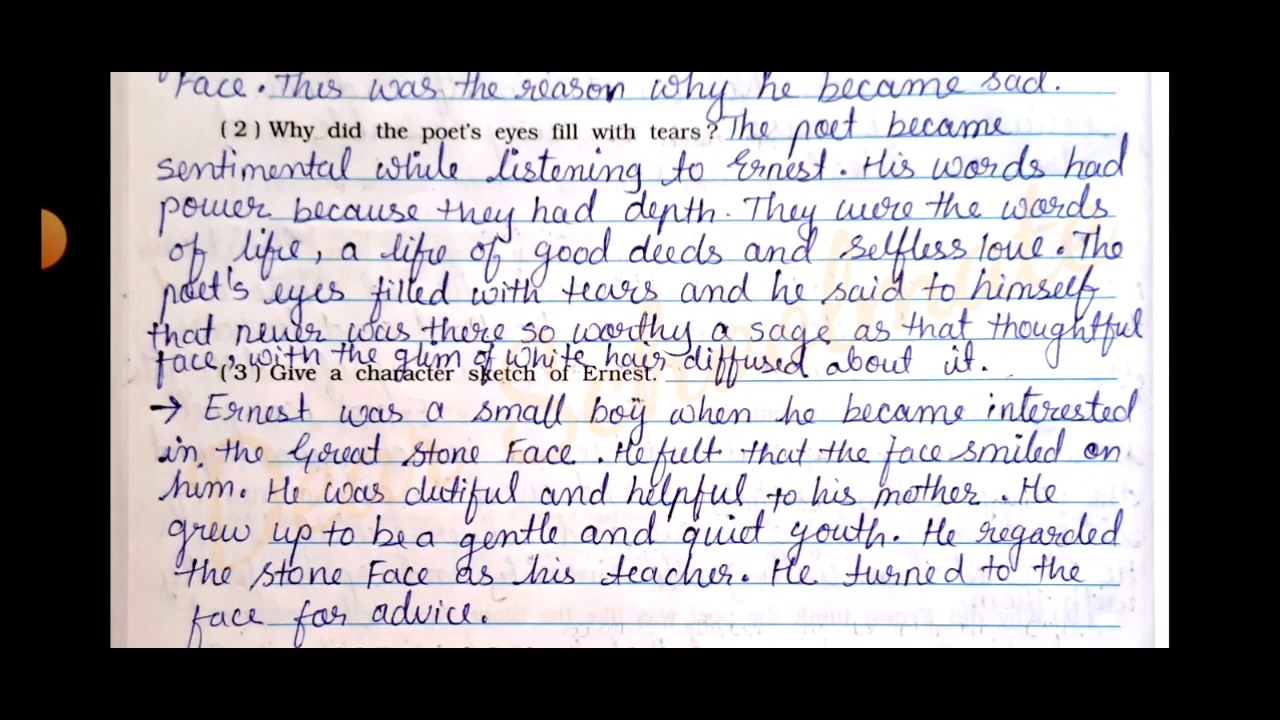 Face. This was the reason why he became sad.
(2) Why did the poet's eyes fill with tears? The poet became
sentimental while listening to Ernest. His words had
power because they had depth. They were the words
of life, a life of good deeds and selfless love. The
poet's eyes filled with tears and he said to himself
that never was there so worthy a sage as that thoughtful
face, with the glim of white hair diffused about it.
(3) Give a character sketch of Ernest.
→ Ernest was a small boy when he became interested
in the Great Stone Face. He felt that the face smiled on
him. He was dutiful and helpful to his mother. He
grew up to be a gentle and quiet youth. He regarded
the Stone Face as his teacher. He turned to the
face for advice.